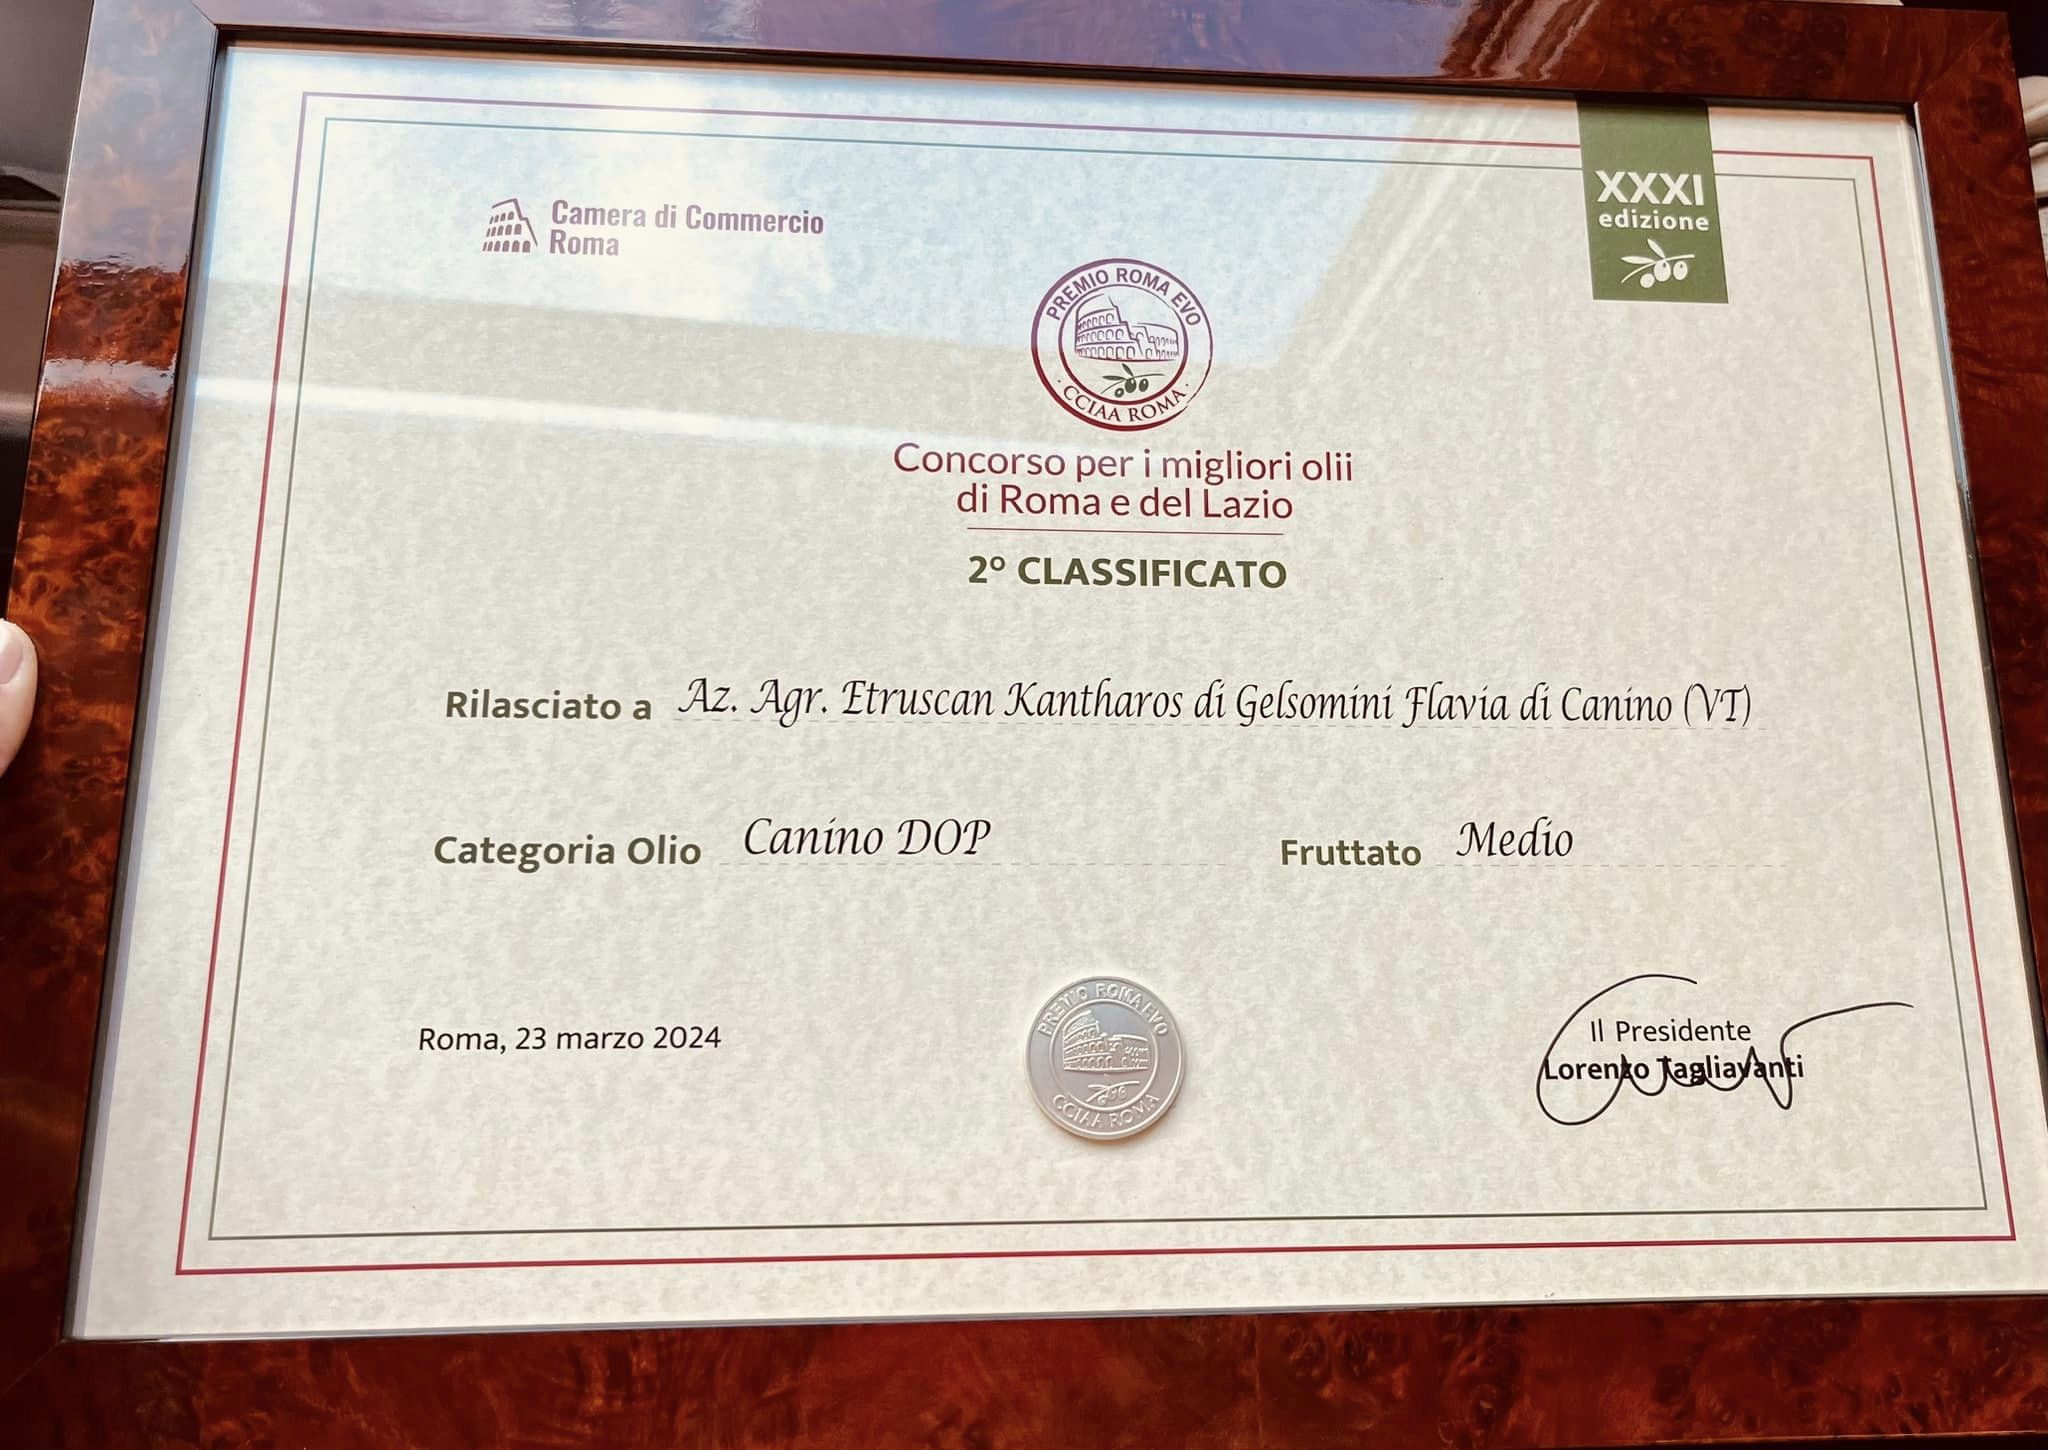 XXXI
edizione
Camera di Commercio
Roma
PREMIO ROMA EVO
· CCIAA ROMA ·
Concorso per i migliori olii
di Roma e del Lazio
2º CLASSIFICATO
Rilasciato a Az. Agr. Etruscan Kantharos di Gelsomini Flavia di Canino (VT)
Categoria Olio Canino DOP Fruttato Medio
Roma, 23 marzo 2024
PREMIO ROMA EVO
CCIAA ROMA
Il Presidente
Lorenzo Tagliavanti